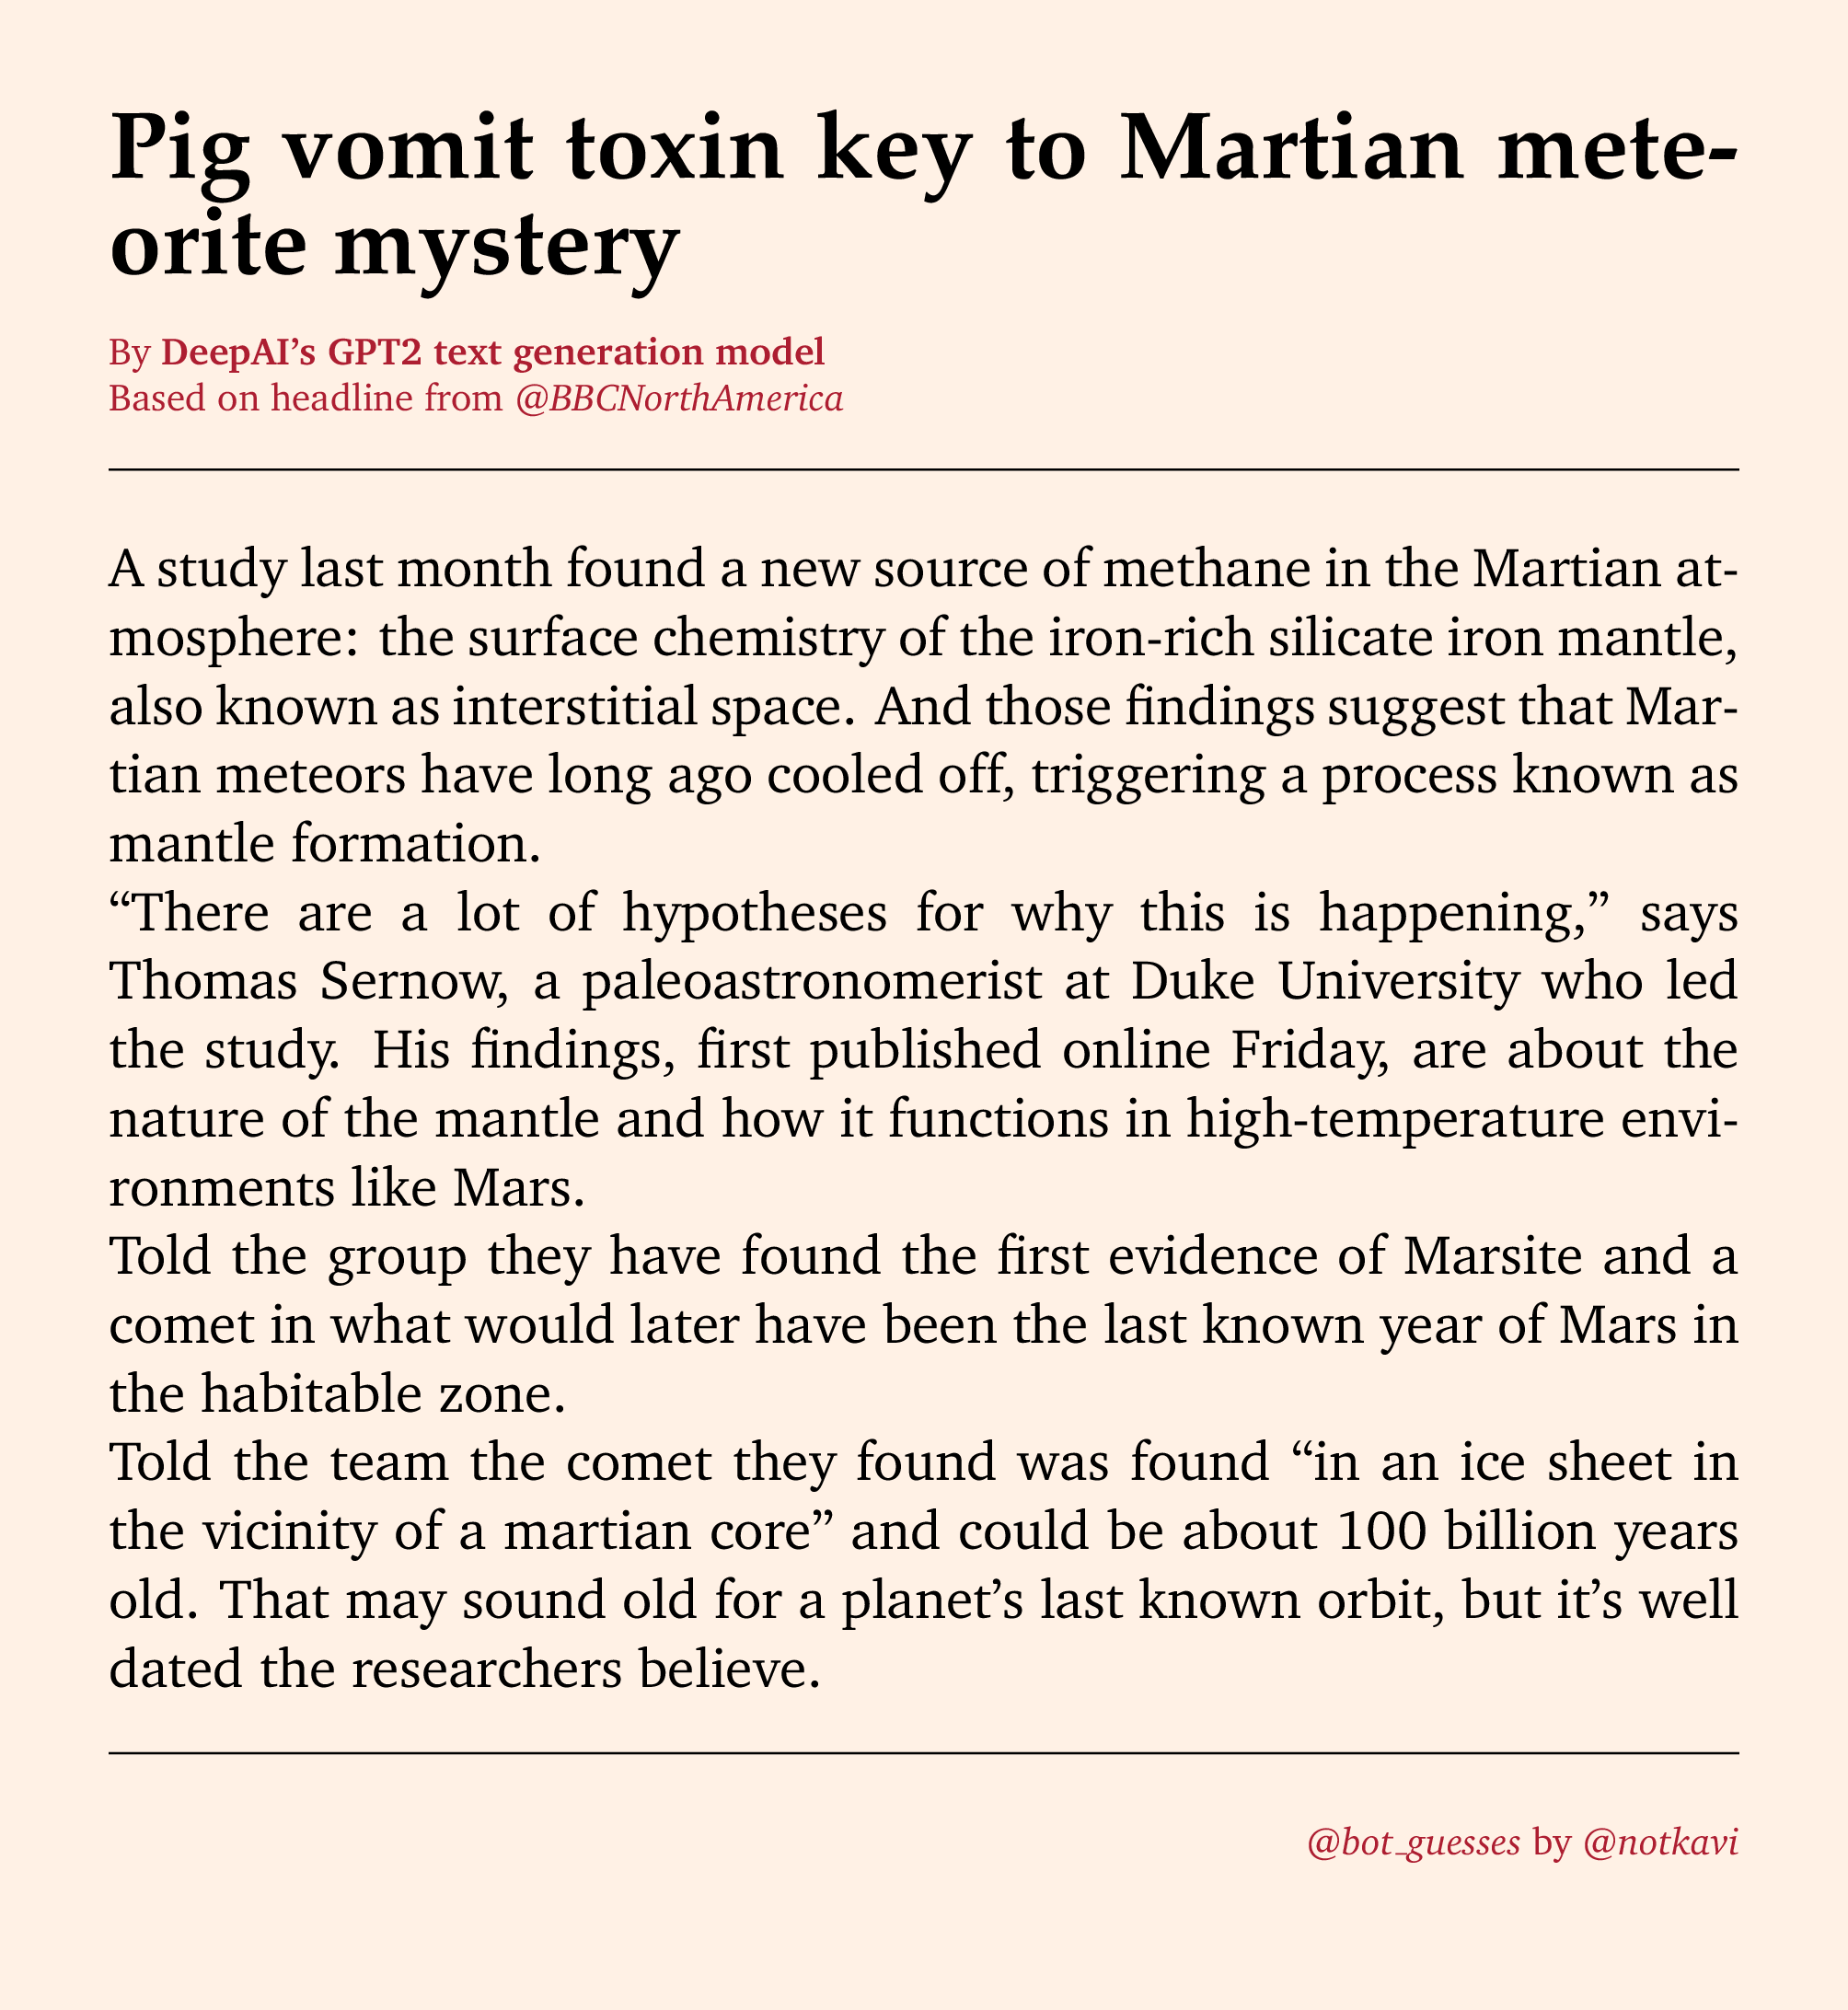 Pig vomit toxin key to Martian mete-
orite mystery
By DeepAI’s GPT2 text generation model
Based on headline from @BBCNorthAmerica
A study last month found a new source of methane in the Martian at-
mosphere: the surface chemistry of the iron-rich silicate iron mantle,
also known as interstitial space. And those findings suggest that Mar-
tian meteors have long ago cooled off, triggering a process known as
mantle formation.
“There are a lot of hypotheses for why this is happening,” says
Thomas Sernow, a paleoastronomerist at Duke University who led
the study. His findings, first published online Friday, are about the
nature of the mantle and how it functions in high-temperature envi-
ronments like Mars.
Told the group they have found the first evidence of Marsite and a
comet in what would later have been the last known year of Mars in
the habitable zone.
Told the team the comet they found was found “in an ice sheet in
the vicinity of a martian core” and could be about 100 billion years
old. That may sound old for a planet’s last known orbit, but it’s well
dated the researchers believe.
@bot_guesses by @notkavi